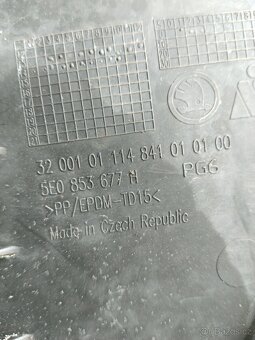 32 001 01 114 841 01 01 00
5E0 853 677 H
PG6
>PP/EPDM-TD15<
Made in Czech Republic